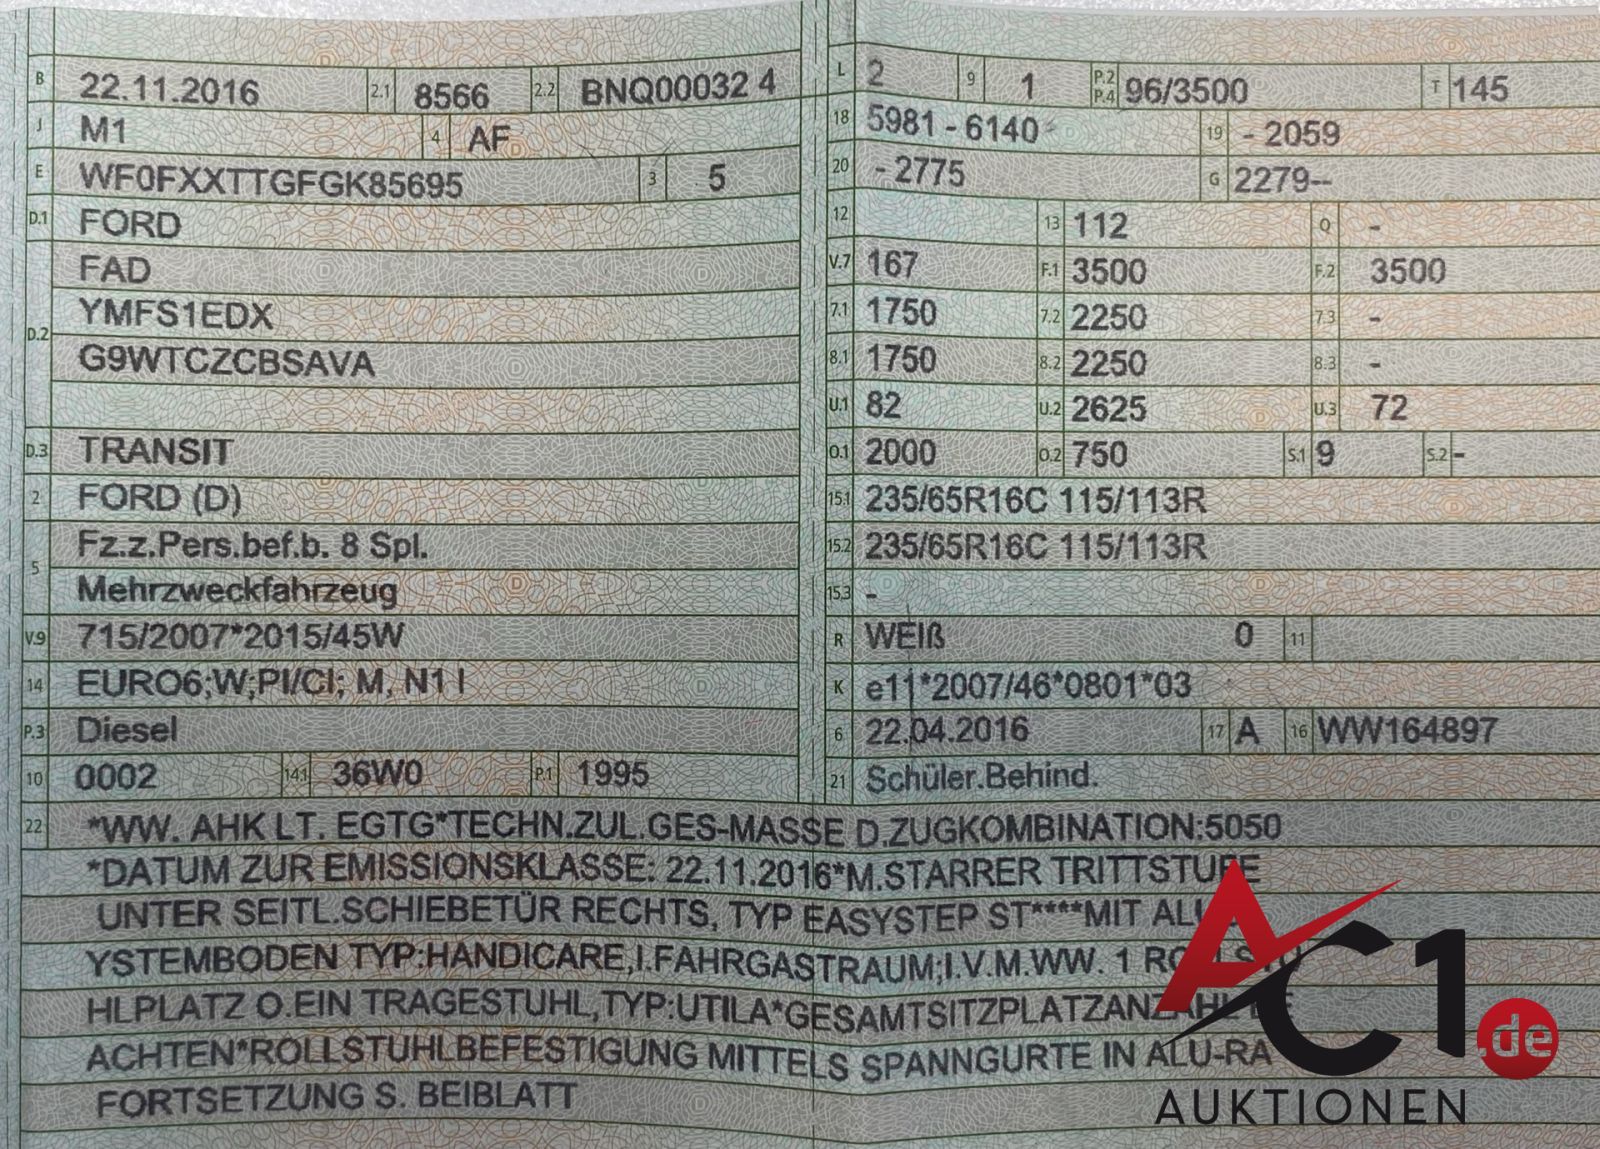 B 22.11.2016 2.1 8566 2.2 BNQ00032 4
J M1 4 AF
E WF0FXXTTGFGK85695 3 5
D.1 FORD
FAD
D.2 YMFS1EDX
G9WTCZCBSAVA
D.3 TRANSIT
2 FORD (D)
Fz.z.Pers.bef.b. 8 Spl.
5 Mehrzweckfahrzeug
V.9 715/2007*2015/45W
14 EURO6;W;PI/CI; M, N1 I
P.3 Diesel
10 0002 14.1 36W0 P.1 1995
L 2 9 1 P.2 P.4 96/3500 T 145
18 5981 - 6140 19 - 2059
20 - 2775 G 2279--
12 13 112 Q -
V.7 167 F.1 3500 F.2 3500
7.1 1750 7.2 2250 7.3 -
8.1 1750 8.2 2250 8.3 -
U.1 82 U.2 2625 U.3 72
O.1 2000 O.2 750 S.1 9 S.2 -
15.1 235/65R16C 115/113R
15.2 235/65R16C 115/113R
15.3 -
R WEIß 0 11
K e11*2007/46*0801*03
6 22.04.2016 17 A 16 WW164897
21 Schüler.Behind.
22 *WW. AHK LT. EGTG*TECHN.ZUL.GES-MASSE D.ZUGKOMBINATION:5050
*DATUM ZUR EMISSIONSKLASSE: 22.11.2016*M.STARRER TRITTSTUFE
UNTER SEITL.SCHIEBETÜR RECHTS, TYP EASYSTEP ST****MIT ALU
YSTEMBODEN TYP:HANDICARE,I.FAHRGASTRAUM;I.V.M.WW. 1 ROLLSTU
HLPLATZ O.EIN TRAGESTUHL,TYP:UTILA*GESAMTSITZPLATZANZAHL BE
ACHTEN*ROLLSTUHLBEFESTIGUNG MITTELS SPANNGURTE IN ALU-RA
FORTSETZUNG S. BEIBLATT
AC1.de
AUKTIONEN